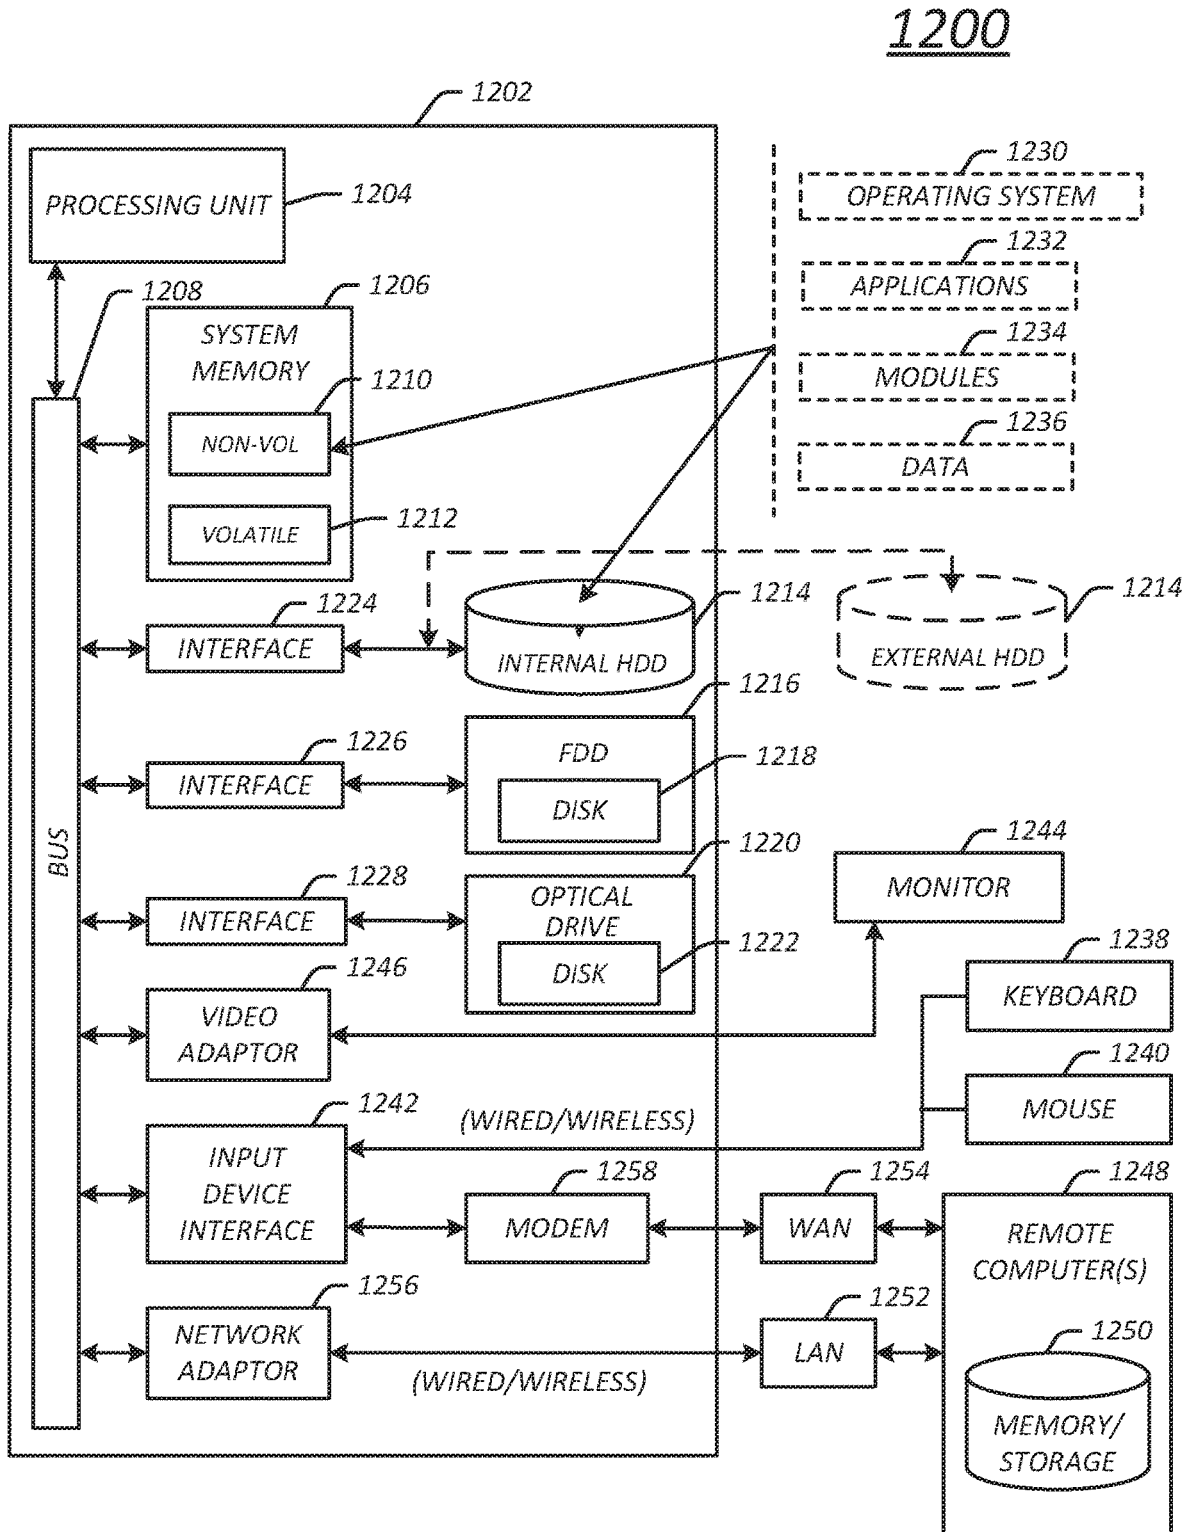 1200
1202
PROCESSING UNIT
1204
1230
OPERATING SYSTEM
1232
APPLICATIONS
1234
MODULES
1236
DATA
1208
1206
SYSTEM
MEMORY
1210
NON-VOL
1212
VOLATILE
1224
INTERFACE
1214
INTERNAL HDD
1214
EXTERNAL HDD
1226
INTERFACE
1216
FDD
1218
DISK
BUS
1228
INTERFACE
1220
OPTICAL
DRIVE
1222
DISK
1244
MONITOR
1246
VIDEO
ADAPTOR
1238
KEYBOARD
1240
MOUSE
1242
INPUT
DEVICE
INTERFACE
(WIRED/WIRELESS)
1258
MODEM
1254
WAN
1248
REMOTE
COMPUTER(S)
1256
NETWORK
ADAPTOR
(WIRED/WIRELESS)
1252
LAN
1250
MEMORY/
STORAGE